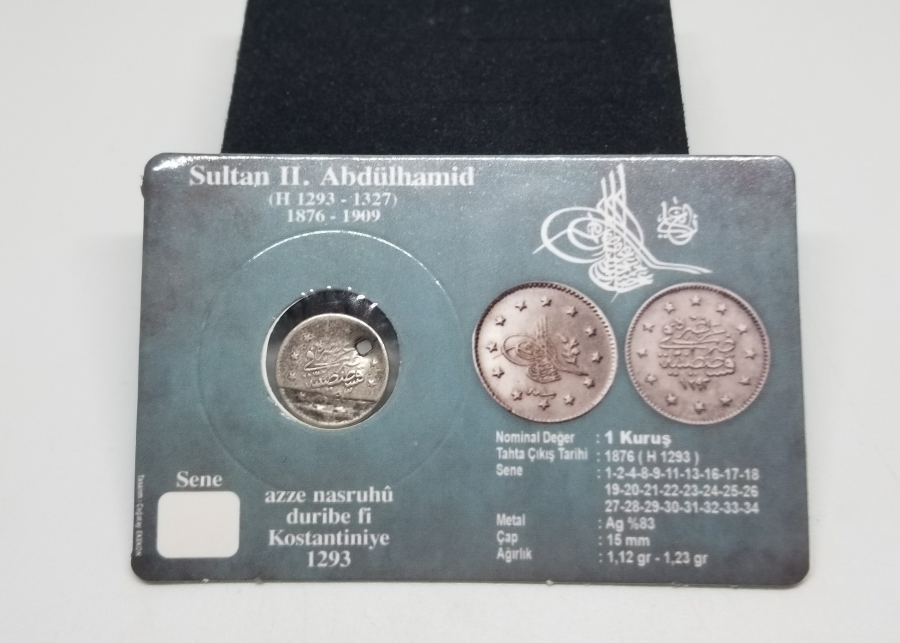 Sultan II. Abdülhamid
(H 1293 - 1327)
1876 - 1909
Nominal Değer : 1 Kuruş
Tahta Çıkış Tarihi : 1876 ( H 1293 )
Sene : 1-2-4-8-9-11-13-16-17-18
19-20-21-22-23-24-25-26
27-28-29-30-31-32-33-34
Metal : Ag %83
Çap : 15 mm
Ağırlık : 1,12 gr - 1,23 gr
Sene
azze nasruhû
duribe fi
Kostantiniye
1293
١٢٩٣